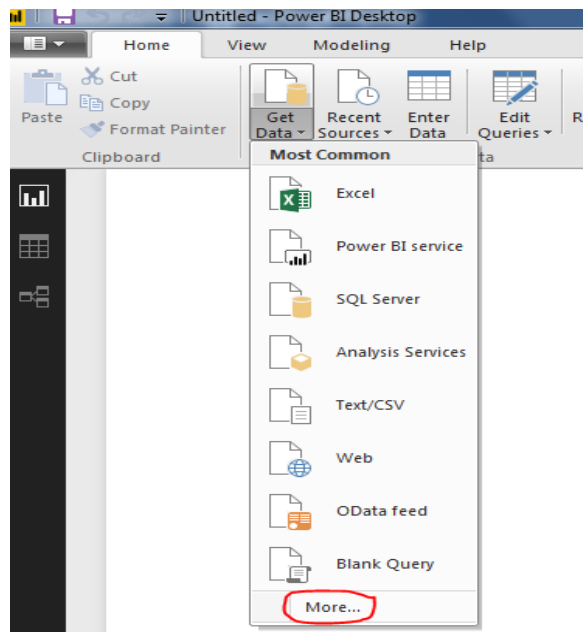 Untitled - Power BI Desktop
Home View Modeling Help
Cut
Copy
Format Painter
Paste
Clipboard
Get Data
Recent Sources
Enter Data
Edit Queries
R
ta
Most Common
Excel
Power BI service
SQL Server
Analysis Services
Text/CSV
Web
OData feed
Blank Query
More...